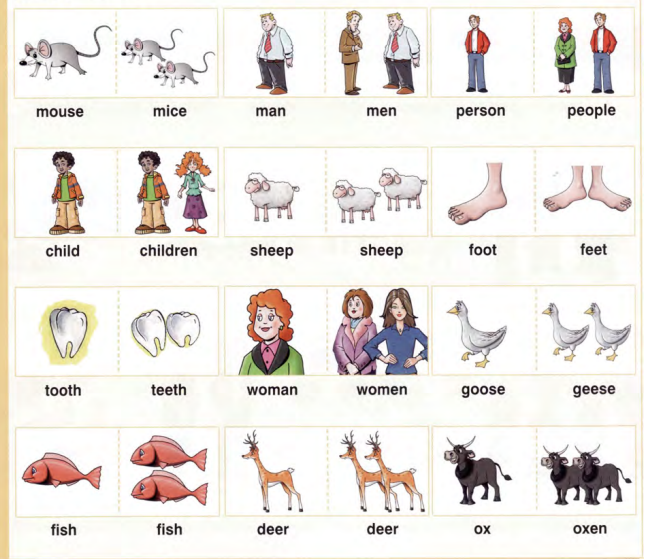 mouse mice man men person people
child children sheep sheep foot feet
tooth teeth woman women goose geese
fish fish deer deer ox oxen